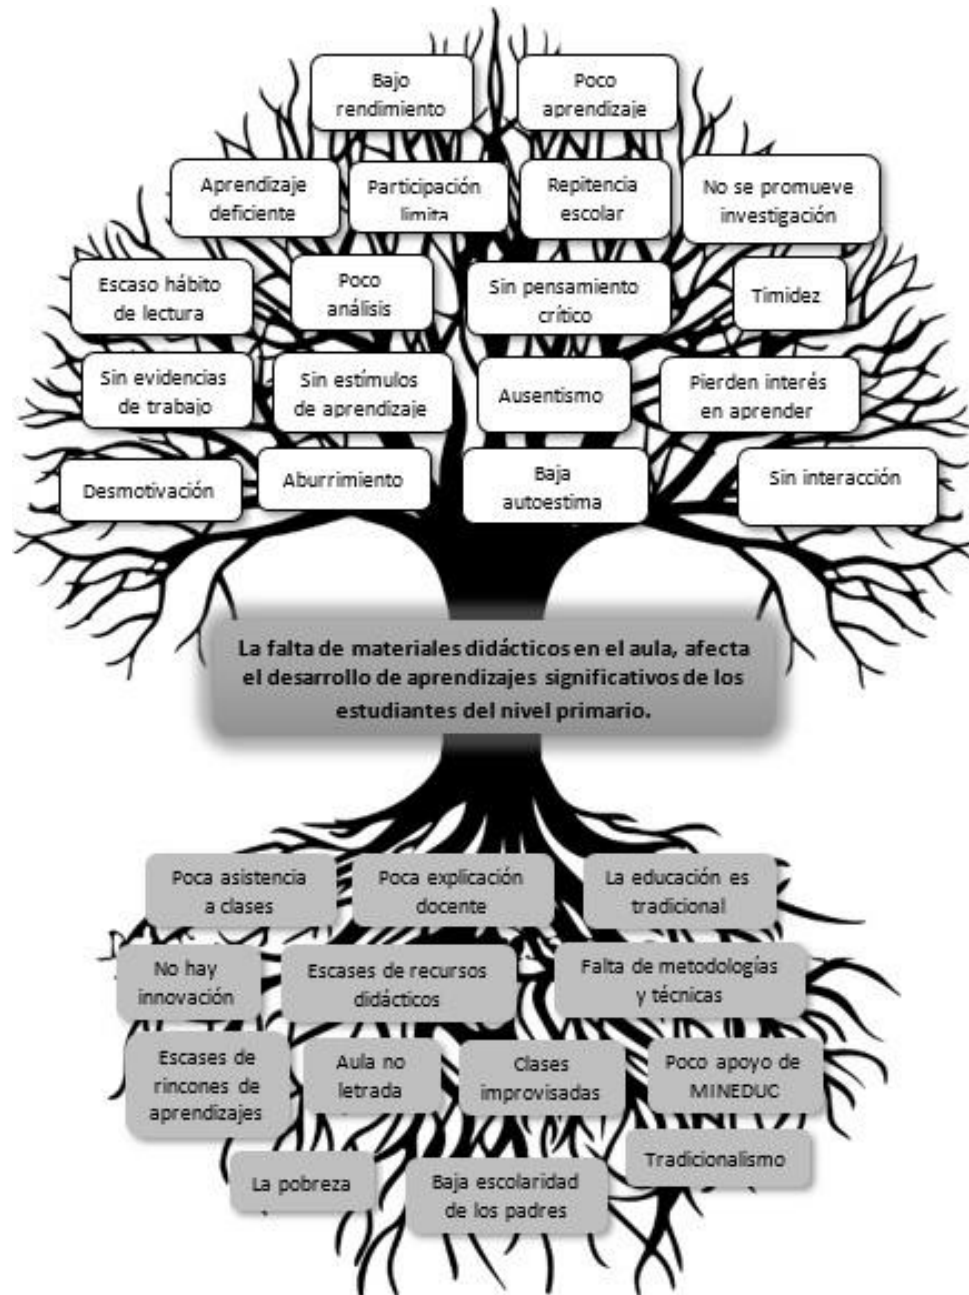 Bajo
rendimiento
Poco
aprendizaje
Aprendizaje
deficiente
Participación
limita
Repitencia
escolar
No se promueve
investigación
Escaso hábito
de lectura
Poco
análisis
Sin pensamiento
crítico
Timidez
Sin evidencias
de trabajo
Sin estímulos
de aprendizaje
Ausentismo
Pierden interés
en aprender
Desmotivación
Aburrimiento
Baja
autoestima
Sin interacción
La falta de materiales didácticos en el aula, afecta
el desarrollo de aprendizajes significativos de los
estudiantes del nivel primario.
Poca asistencia
a clases
Poca explicación
docente
La educación es
tradicional
No hay
innovación
Escases de recursos
didácticos
Falta de metodologías
y técnicas
Escases de
rincones de
aprendizajes
Aula no
letrada
Clases
improvisadas
Poco apoyo de
MINEDUC
La pobreza
Baja escolaridad
de los padres
Tradicionalismo